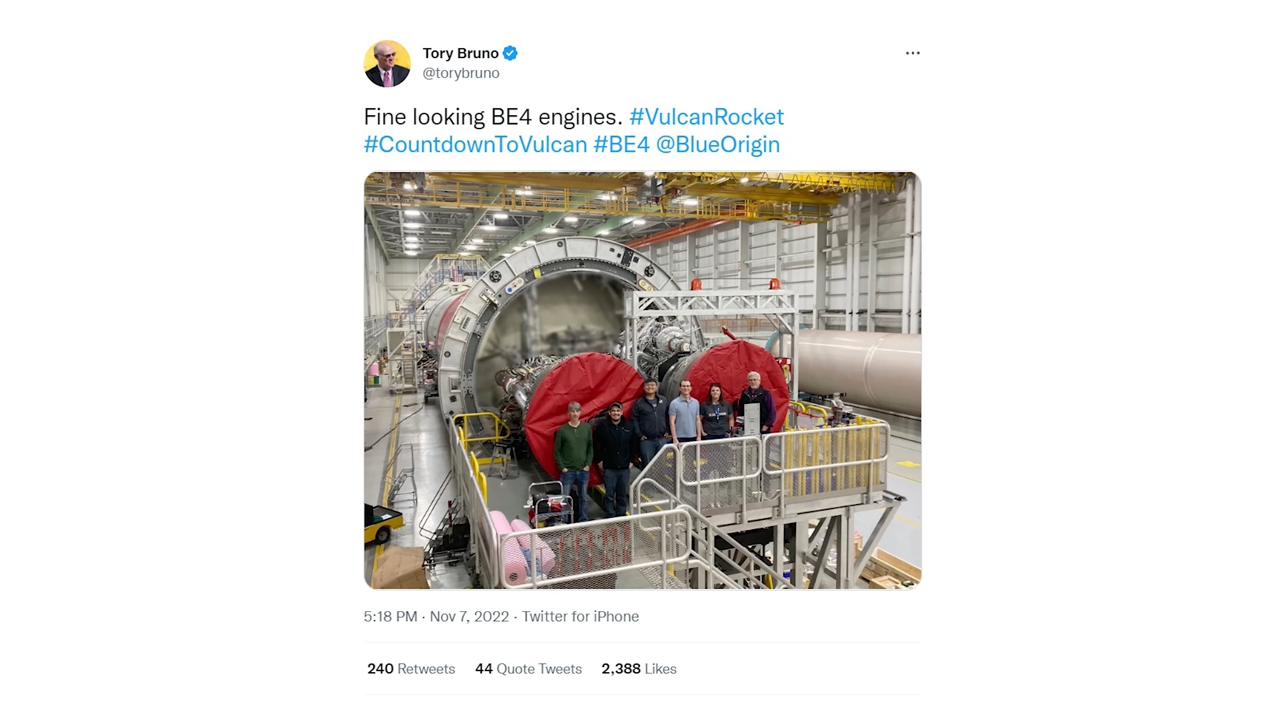 Tory Bruno
@torybruno
Fine looking BE4 engines. #VulcanRocket
#CountdownToVulcan #BE4 @BlueOrigin
5:18 PM · Nov 7, 2022 · Twitter for iPhone
240 Retweets 44 Quote Tweets 2,388 Likes